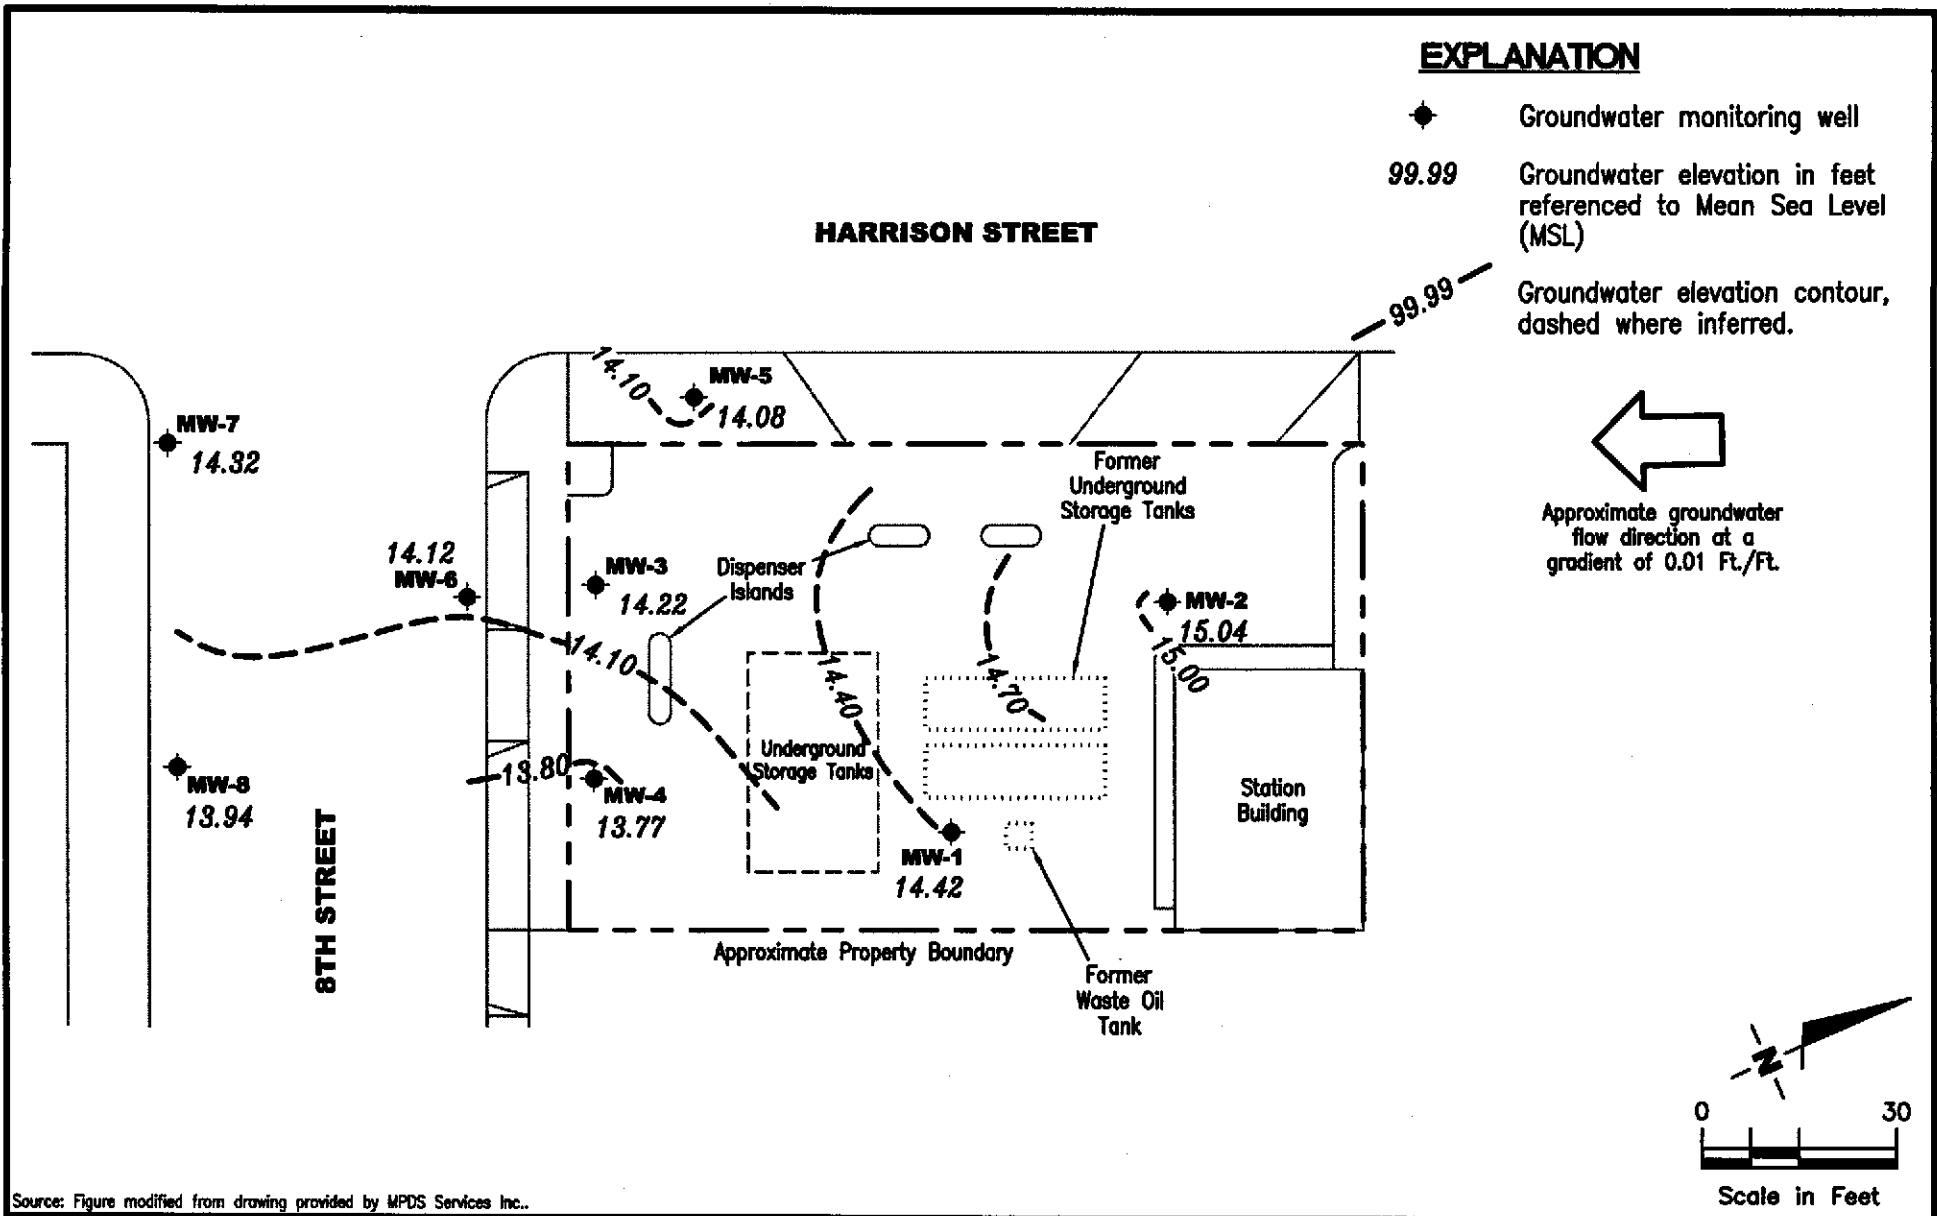 EXPLANATION
Groundwater monitoring well
99.99
Groundwater elevation in feet
referenced to Mean Sea Level
(MSL)
99.99
Groundwater elevation contour,
dashed where inferred.
HARRISON STREET
14.10
MW-5
14.08
MW-7
14.32
Former
Underground
Storage Tanks
Approximate groundwater
flow direction at a
gradient of 0.01 Ft./Ft.
14.12
MW-6
MW-3
14.22
Dispenser
Islands
MW-2
15.04
15.00
14.10
14.40
14.70
Underground
Storage Tanks
13.80
MW-4
13.77
MW-8
13.94
Station
Building
MW-1
14.42
8TH STREET
Approximate Property Boundary
Former
Waste Oil
Tank
N
0 30
Scale in Feet
Source: Figure modified from drawing provided by MPDS Services Inc..